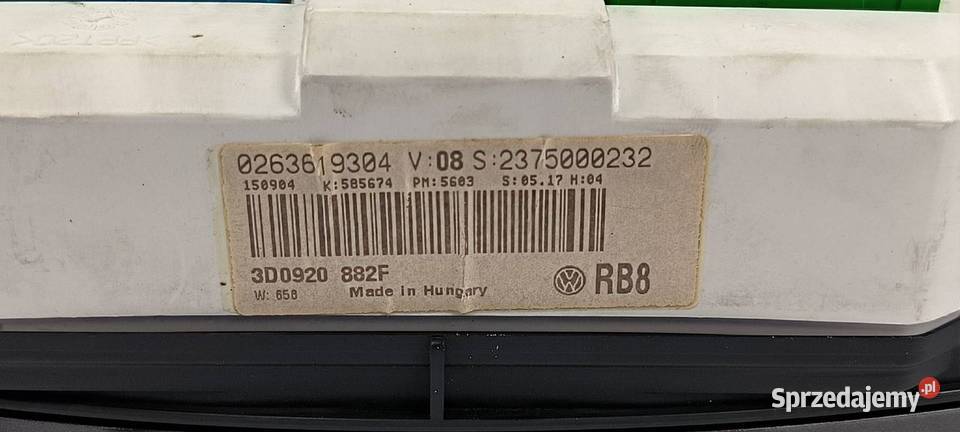 0263619304 V:08 S:2375000232
150904 K:585674 PM:5603 S:05.17 H:04
3D0920 882F
W: 658 Made in Hungary
VW RB8
Sprzedajemy.pl